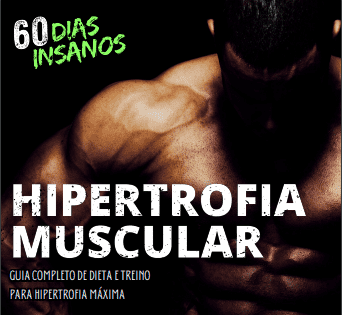 60 DIAS
INSANOS
HIPERTROFIA
MUSCULAR
GUIA COMPLETO DE DIETA E TREINO
PARA HIPERTROFIA MÁXIMA